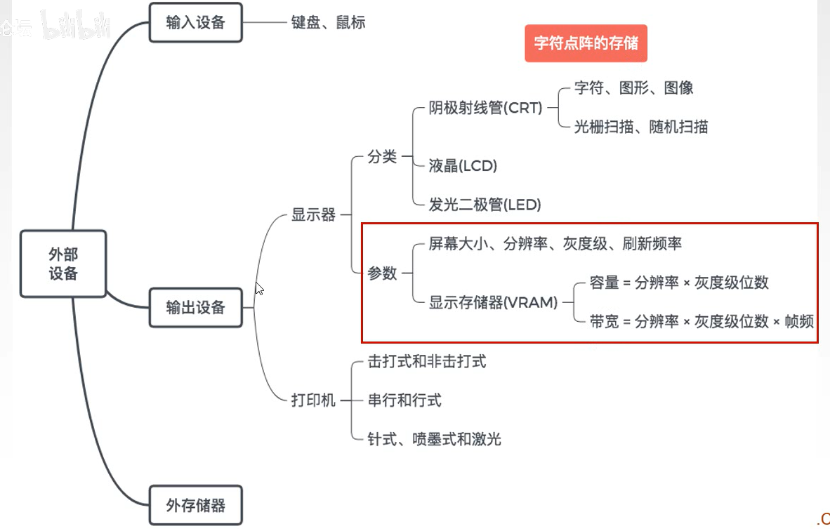 输入设备
键盘、鼠标
字符点阵的存储
字符、图形、图像
阴极射线管(CRT)
光栅扫描、随机扫描
分类
液晶(LCD)
发光二极管(LED)
显示器
屏幕大小、分辨率、灰度级、刷新频率
外部
设备
参数
容量 = 分辨率 × 灰度级位数
显示存储器(VRAM)
输出设备
带宽 = 分辨率 × 灰度级位数 × 帧频
击打式和非击打式
打印机
串行和行式
针式、喷墨式和激光
外存储器